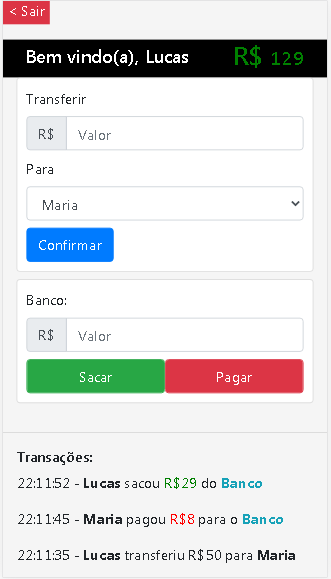 < Sair
Bem vindo(a), Lucas R$ 129
Transferir
R$ Valor
Para
Maria
Confirmar
Banco:
R$ Valor
Sacar Pagar
Transações:
22:11:52 - Lucas sacou R$29 do Banco
22:11:45 - Maria pagou R$8 para o Banco
22:11:35 - Lucas transferiu R$50 para Maria